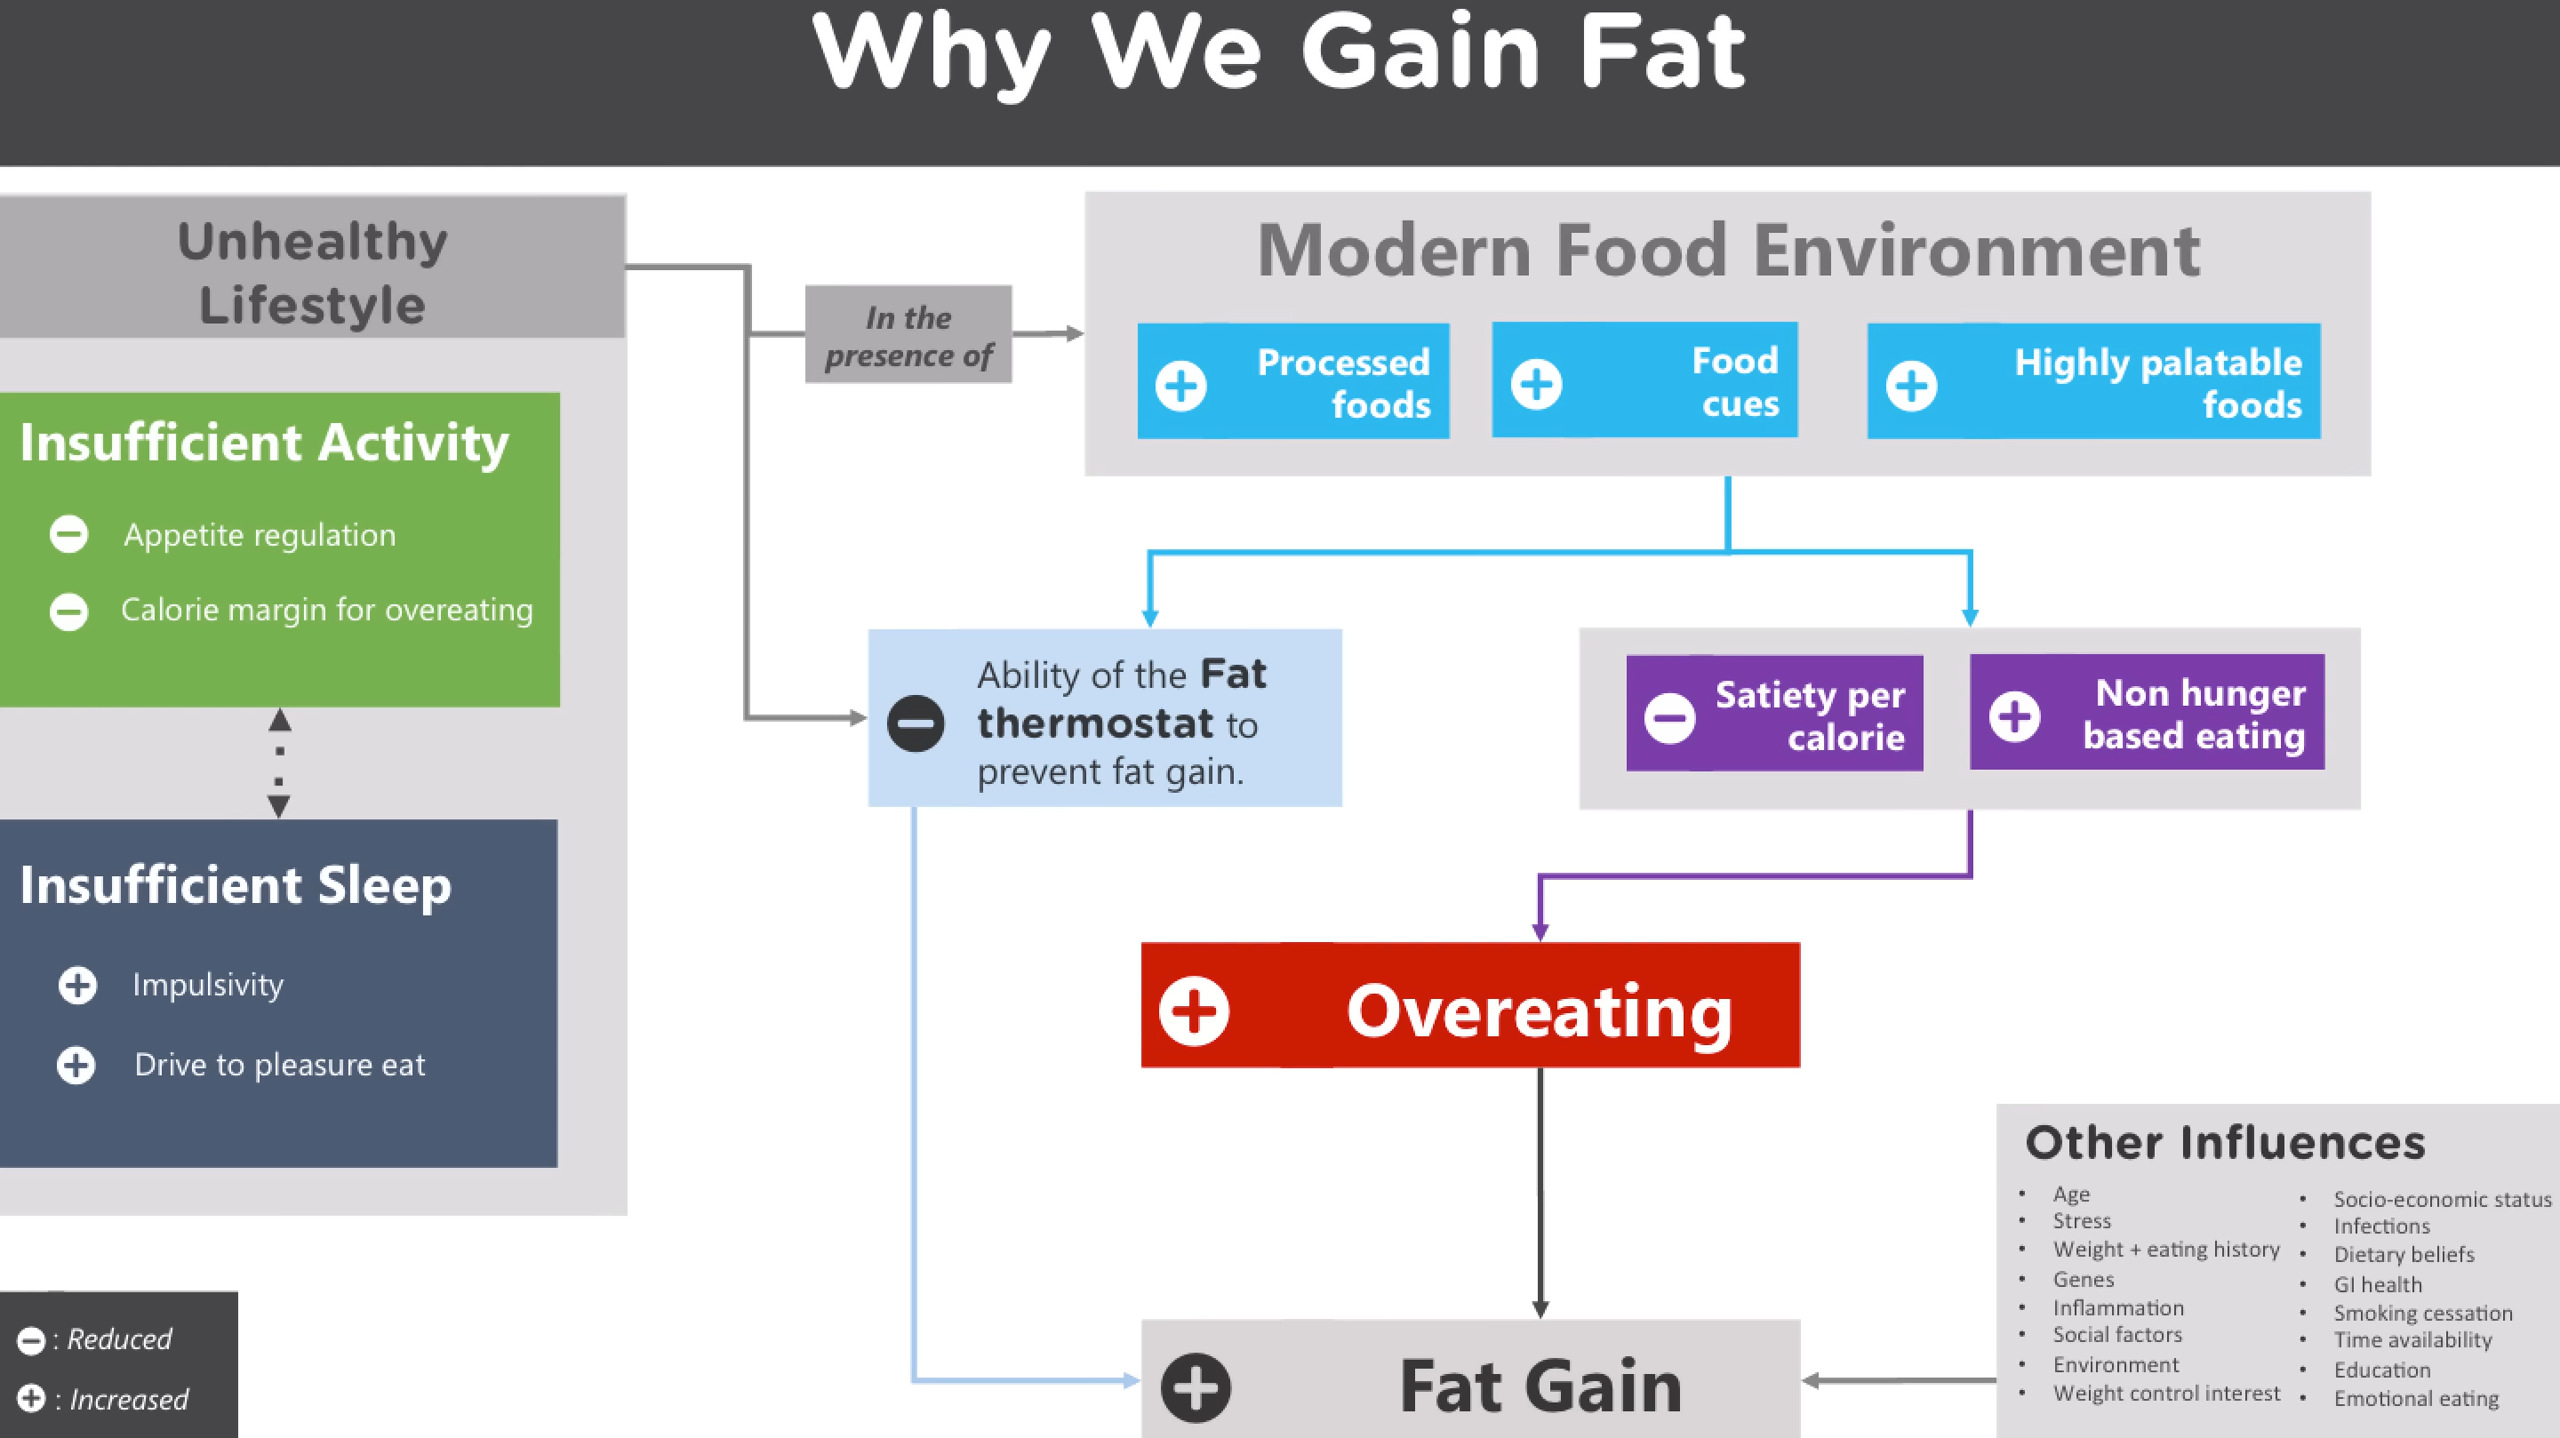 Why We Gain Fat
Unhealthy
Lifestyle
Insufficient Activity
Appetite regulation
Calorie margin for overeating
Insufficient Sleep
Impulsivity
Drive to pleasure eat
: Reduced
: Increased
In the
presence of
Modern Food Environment
Processed
foods
Food
cues
Highly palatable
foods
Ability of the Fat
thermostat to
prevent fat gain.
Satiety per
calorie
Non hunger
based eating
Overeating
Fat Gain
Other Influences
• Age
• Stress
• Weight + eating history
• Genes
• Inflammation
• Social factors
• Environment
• Weight control interest
• Socio-economic status
• Infections
• Dietary beliefs
• GI health
• Smoking cessation
• Time availability
• Education
• Emotional eating